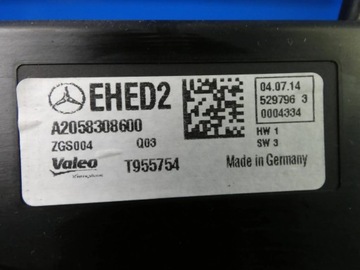 EHED2
A2058308600
ZGS004 Q03
Valeo T955754
04.07.14
529796 3
0004334
HW 1
SW 3
Made in Germany